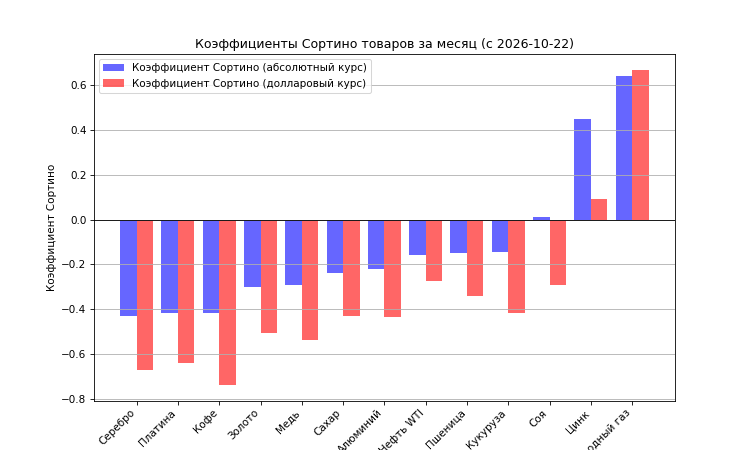 Коэффициенты Сортино товаров за месяц (с 2026-10-22)
Коэффициент Сортино (абсолютный курс)
Коэффициент Сортино (долларовый курс)
Коэффициент Сортино
0.6
0.4
0.2
0.0
−0.2
−0.4
−0.6
−0.8
Серебро
Платина
Кофе
Золото
Медь
Сахар
Алюминий
Нефть WTI
Пшеница
Кукуруза
Соя
Цинк
газ